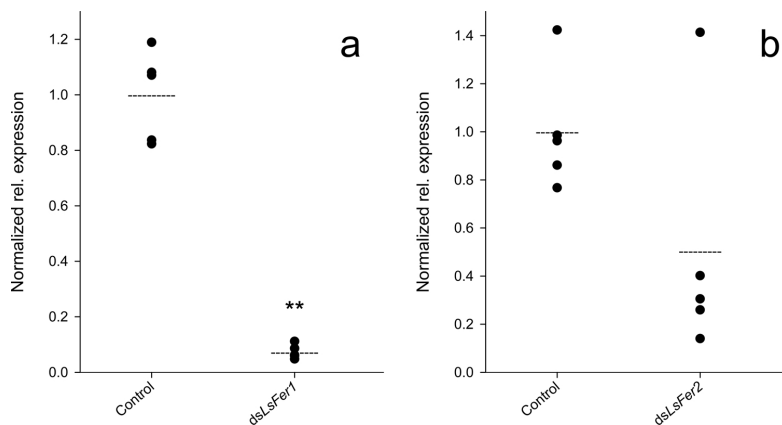 a
Normalized rel. expression
1.2
1.0
0.8
0.6
0.4
0.2
0.0
**
Control
dsLsFer1
b
Normalized rel. expression
1.4
1.2
1.0
0.8
0.6
0.4
0.2
0.0
Control
dsLsFer2